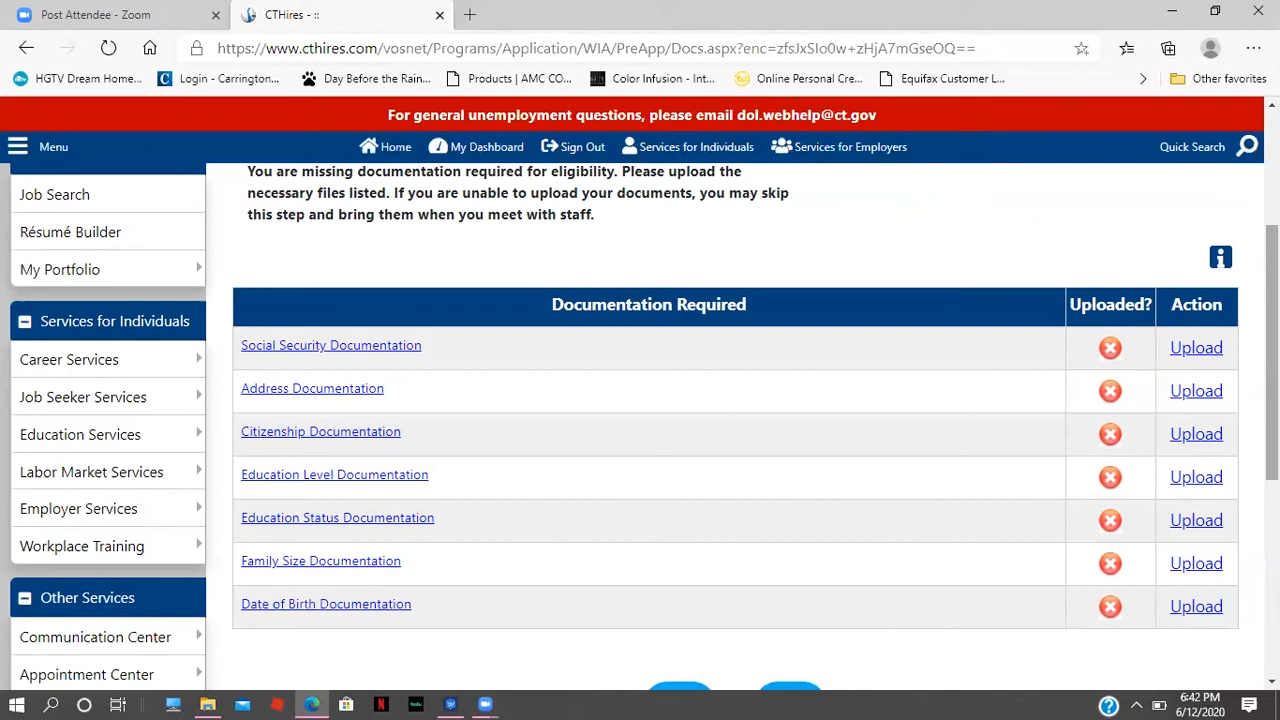 Post Attendee - Zoom
CTHires - ::
https://www.cthires.com/vosnet/Programs/Application/WIA/PreApp/Docs.aspx?enc=zfsJxSIo0w+zHjA7mGseOQ==
HGTV Dream Home...
Login - Carrington...
Day Before the Rain...
Products | AMC CO...
Color Infusion - Int...
Online Personal Cre...
Equifax Customer L...
Other favorites
For general unemployment questions, please email dol.webhelp@ct.gov
Menu
Home
My Dashboard
Sign Out
Services for Individuals
Services for Employers
Quick Search
You are missing documentation required for eligibility. Please upload the
necessary files listed. If you are unable to upload your documents, you may skip
this step and bring them when you meet with staff.
Job Search
Résumé Builder
My Portfolio
Services for Individuals
Career Services
Job Seeker Services
Education Services
Labor Market Services
Employer Services
Workplace Training
Other Services
Communication Center
Appointment Center
Documentation Required Uploaded? Action
Social Security Documentation Upload
Address Documentation Upload
Citizenship Documentation Upload
Education Level Documentation Upload
Education Status Documentation Upload
Family Size Documentation Upload
Date of Birth Documentation Upload
6:42 PM
6/12/2020